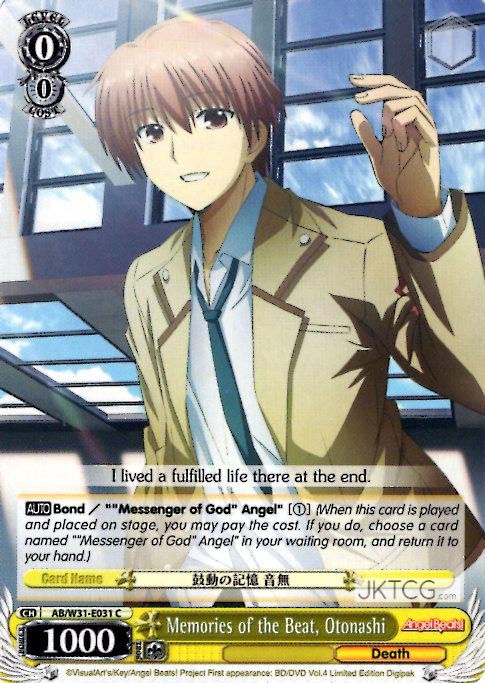 LEVEL
0
0
COST
I lived a fulfilled life there at the end.
AUTO Bond / ""Messenger of God" Angel" [①] (When this card is played
and placed on stage, you may pay the cost. If you do, choose a card
named ""Messenger of God" Angel" in your waiting room, and return it to
your hand.)
Card Name
鼓動の記憶 音無
JKTCG.com
CH AB/W31-E031 C
POWER
1000
SOUL
Memories of the Beat, Otonashi
Angel Beats!
Death
©VisualArt's/Key/Angel Beats! Project First appearance: BD/DVD Vol.4 Limited Edition Digipak